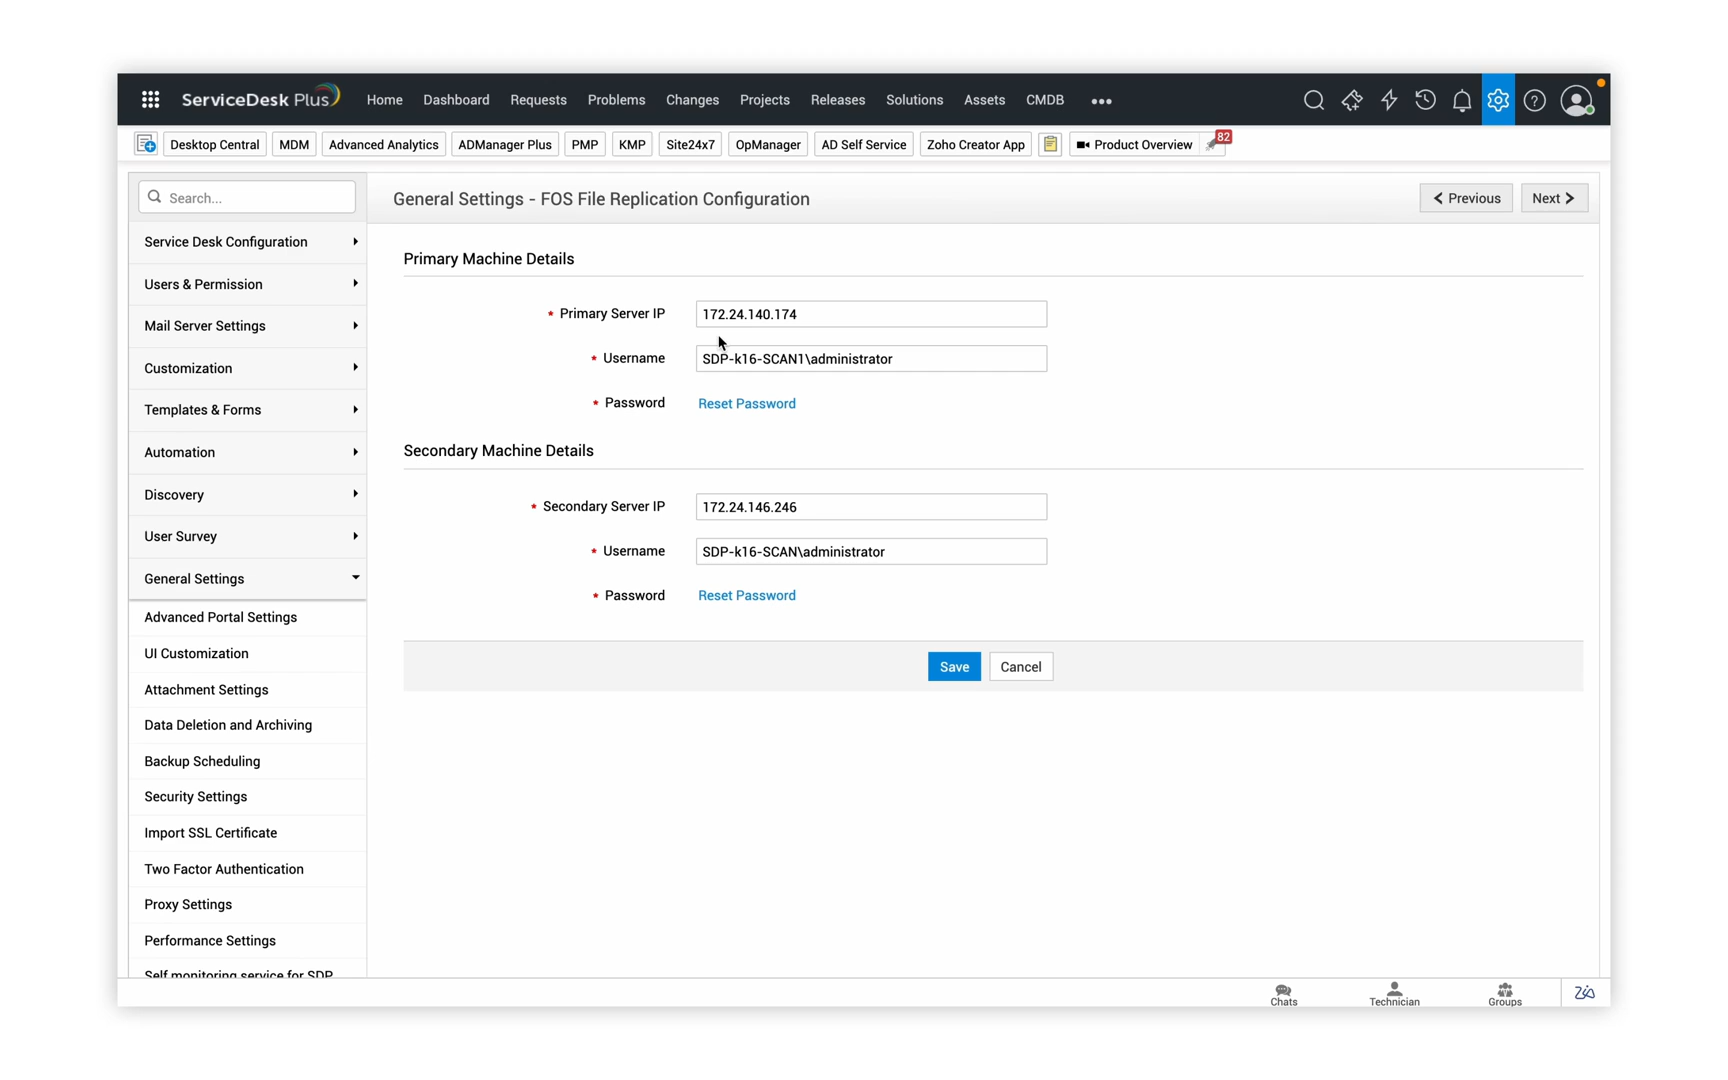 ServiceDesk Plus Home Dashboard Requests Problems Changes Projects Releases Solutions Assets CMDB
Desktop Central MDM Advanced Analytics ADManager Plus PMP KMP Site24x7 OpManager AD Self Service Zoho Creator App Product Overview 82
Search...
General Settings - FOS File Replication Configuration
Previous Next
Service Desk Configuration
Users & Permission
Mail Server Settings
Customization
Templates & Forms
Automation
Discovery
User Survey
General Settings
Advanced Portal Settings
UI Customization
Attachment Settings
Data Deletion and Archiving
Backup Scheduling
Security Settings
Import SSL Certificate
Two Factor Authentication
Proxy Settings
Performance Settings
Self monitoring service for SDP
Primary Machine Details
* Primary Server IP 172.24.140.174
* Username SDP-k16-SCAN1\administrator
* Password Reset Password
Secondary Machine Details
* Secondary Server IP 172.24.146.246
* Username SDP-k16-SCAN\administrator
* Password Reset Password
Save Cancel
Chats Technician Groups Zia